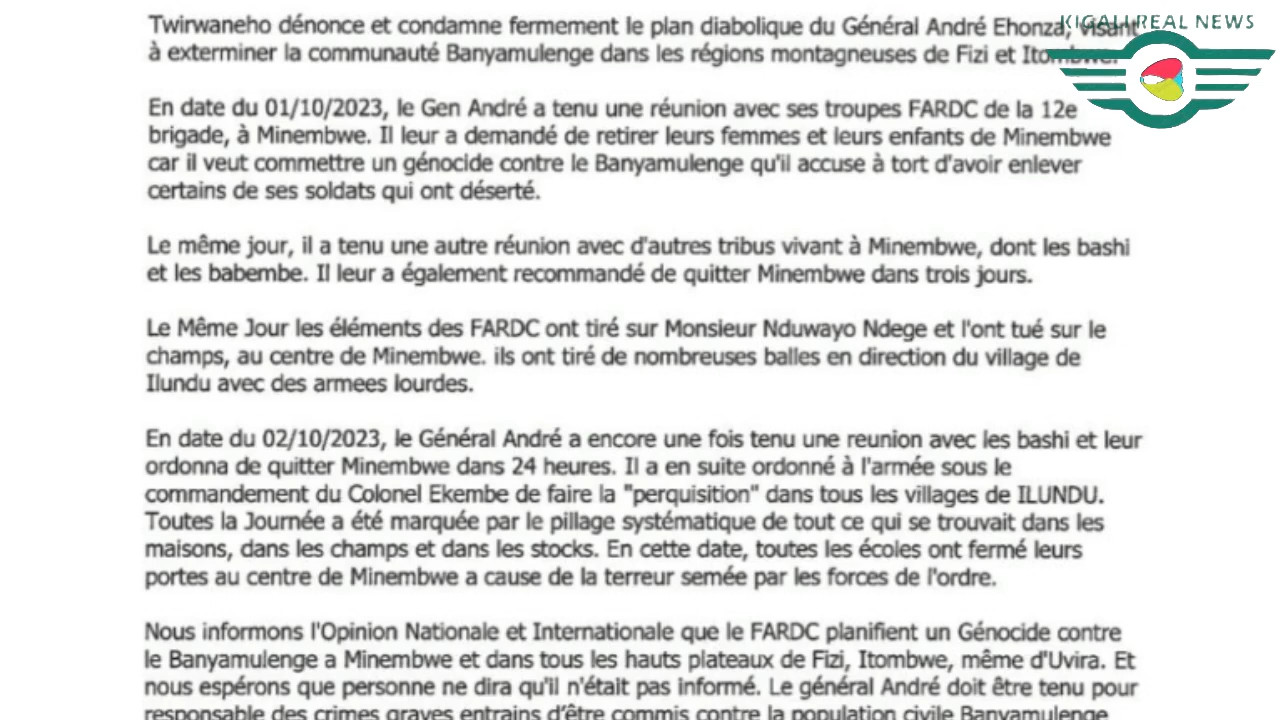 KIGALI REAL NEWS
Twirwaneho dénonce et condamne fermement le plan diabolique du Général André Ehonza, visant
à exterminer la communauté Banyamulenge dans les régions montagneuses de Fizi et Itombwe.
En date du 01/10/2023, le Gen André a tenu une réunion avec ses troupes FARDC de la 12e
brigade, à Minembwe. Il leur a demandé de retirer leurs femmes et leurs enfants de Minembwe
car il veut commettre un génocide contre le Banyamulenge qu'il accuse à tort d'avoir enlever
certains de ses soldats qui ont déserté.
Le même jour, il a tenu une autre réunion avec d'autres tribus vivant à Minembwe, dont les bashi
et les babembe. Il leur a également recommandé de quitter Minembwe dans trois jours.
Le Même Jour les éléments des FARDC ont tiré sur Monsieur Nduwayo Ndege et l'ont tué sur le
champs, au centre de Minembwe. ils ont tiré de nombreuses balles en direction du village de
Ilundu avec des armees lourdes.
En date du 02/10/2023, le Général André a encore une fois tenu une reunion avec les bashi et leur
ordonna de quitter Minembwe dans 24 heures. Il a en suite ordonné à l'armée sous le
commandement du Colonel Ekembe de faire la "perquisition" dans tous les villages de ILUNDU.
Toutes la Journée a été marquée par le pillage systématique de tout ce qui se trouvait dans les
maisons, dans les champs et dans les stocks. En cette date, toutes les écoles ont fermé leurs
portes au centre de Minembwe a cause de la terreur semée par les forces de l'ordre.
Nous informons l'Opinion Nationale et Internationale que le FARDC planifient un Génocide contre
le Banyamulenge a Minembwe et dans tous les hauts plateaux de Fizi, Itombwe, même d'Uvira. Et
nous espérons que personne ne dira qu'il n'était pas informé. Le général André doit être tenu pour
responsable des crimes graves entrains d'être commis contre la population civile Banyamulenge